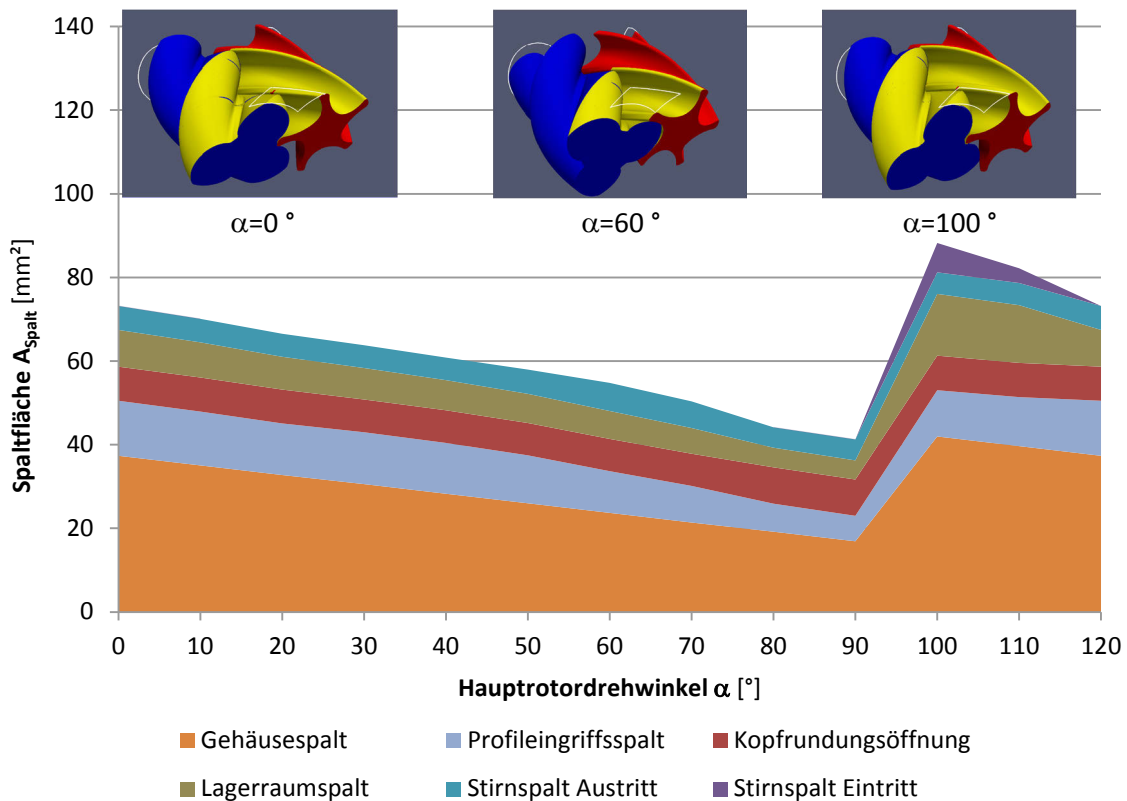 140
120
100
80
60
40
20
0
Spaltfläche ASpalt [mm²]
α=0 °
α=60 °
α=100 °
0 10 20 30 40 50 60 70 80 90 100 110 120
Hauptrotordrehwinkel α [°]
Gehäusespalt Profileingriffsspalt Kopfrundungsöffnung
Lagerraumspalt Stirnspalt Austritt Stirnspalt Eintritt